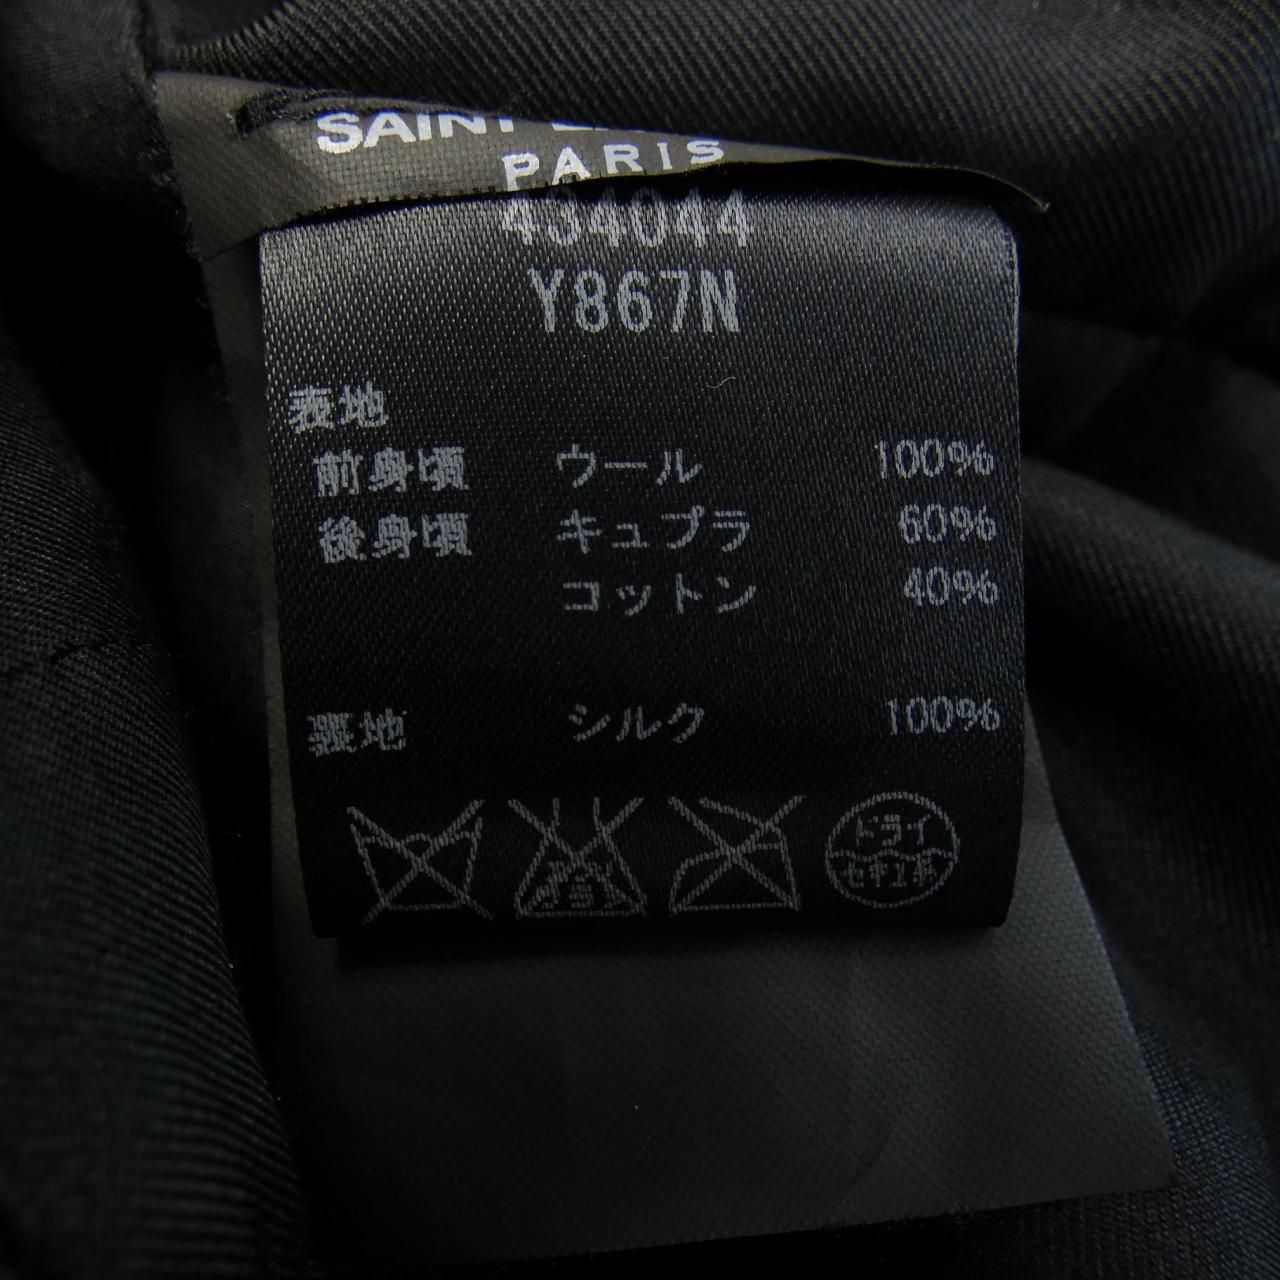 SAINT
PARIS
434044
Y867N
表地
前身頃 ウール 100%
後身頃 キュプラ 60%
コットン 40%
裏地 シルク 100%
ドライ
セキユ系